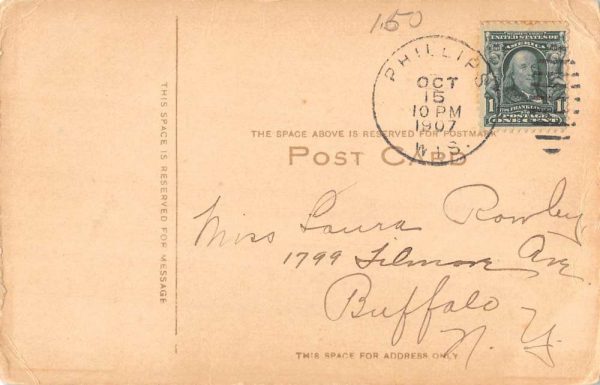 150
PHILLIPS
OCT
15
10 PM
1907
WIS.
UNITED STATES OF AMERICA
1 1
FRANKLIN
POSTAGE
ONE CENT
THE SPACE ABOVE IS RESERVED FOR POSTMARK
POST CARD
THIS SPACE IS RESERVED FOR MESSAGE
Miss Laura Rowley,
1799 Filmore Ave
Buffalo
N. Y.
THIS SPACE FOR ADDRESS ONLY